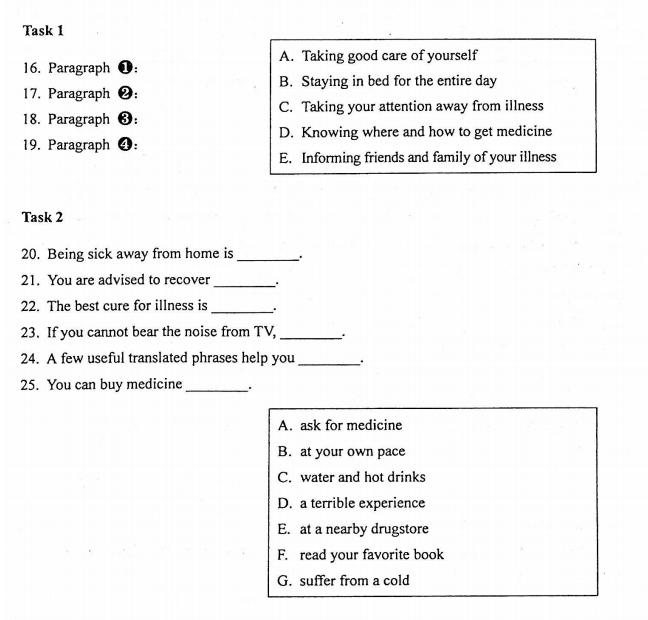 Task 1
16. Paragraph ❶:
17. Paragraph ❷:
18. Paragraph ❸:
19. Paragraph ❹:
A. Taking good care of yourself
B. Staying in bed for the entire day
C. Taking your attention away from illness
D. Knowing where and how to get medicine
E. Informing friends and family of your illness
Task 2
20. Being sick away from home is ________.
21. You are advised to recover ________.
22. The best cure for illness is ________.
23. If you cannot bear the noise from TV, ________.
24. A few useful translated phrases help you ________.
25. You can buy medicine ________.
A. ask for medicine
B. at your own pace
C. water and hot drinks
D. a terrible experience
E. at a nearby drugstore
F. read your favorite book
G. suffer from a cold